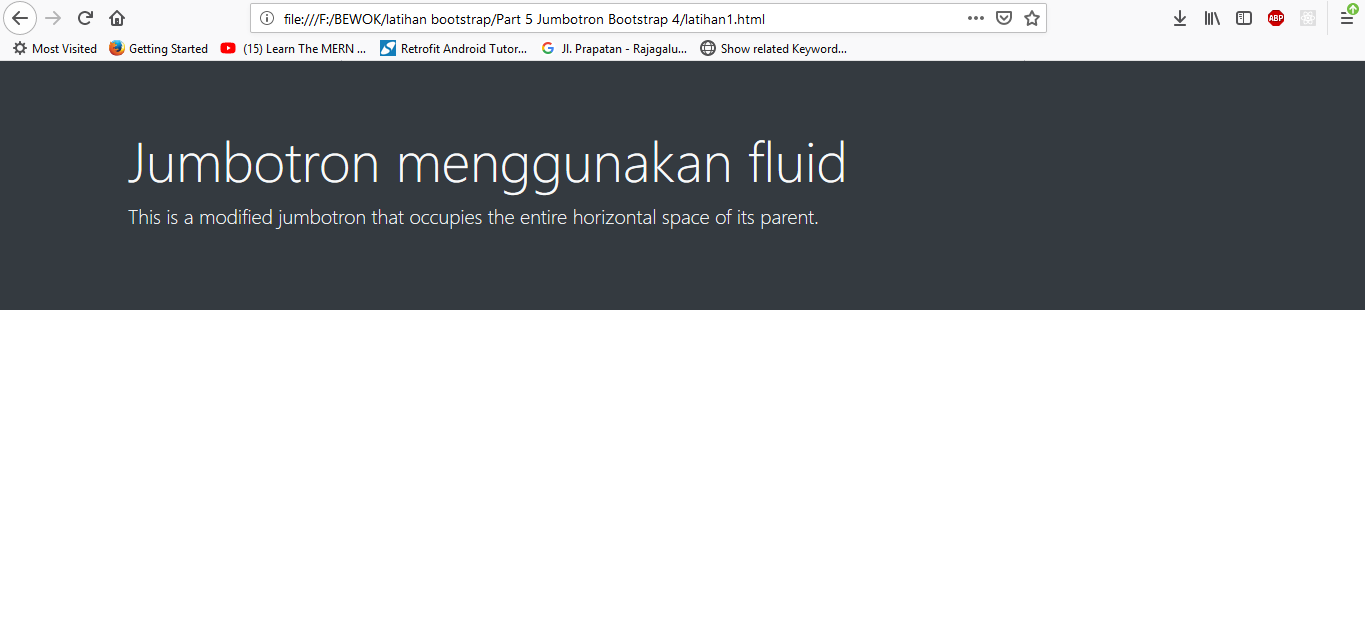 file:///F:/BEWOK/latihan bootstrap/Part 5 Jumbotron Bootstrap 4/latihan1.html
ABP
Most Visited Getting Started (15) Learn The MERN ... Retrofit Android Tutor... Jl. Prapatan - Rajagalu... Show related Keyword...
Jumbotron menggunakan fluid
This is a modified jumbotron that occupies the entire horizontal space of its parent.